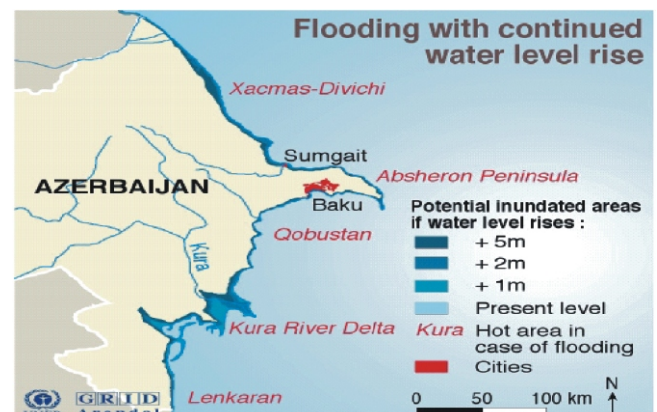 Flooding with continued
water level rise
Xacmas-Divichi
Sumgait
Absheron Peninsula
AZERBAIJAN
Baku
Qobustan
Kura
Kura River Delta
Lenkaran
Potential inundated areas
if water level rises :
+ 5m
+ 2m
+ 1m
Present level
Kura Hot area in
case of flooding
Cities
0 50 100 km
N
GRID